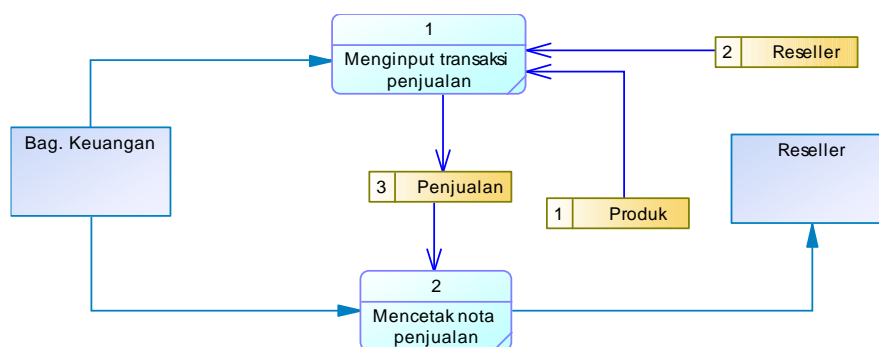 1
Menginput transaksi
penjualan
2 Reseller
Bag. Keuangan
Reseller
3 Penjualan
1 Produk
2
Mencetak nota
penjualan